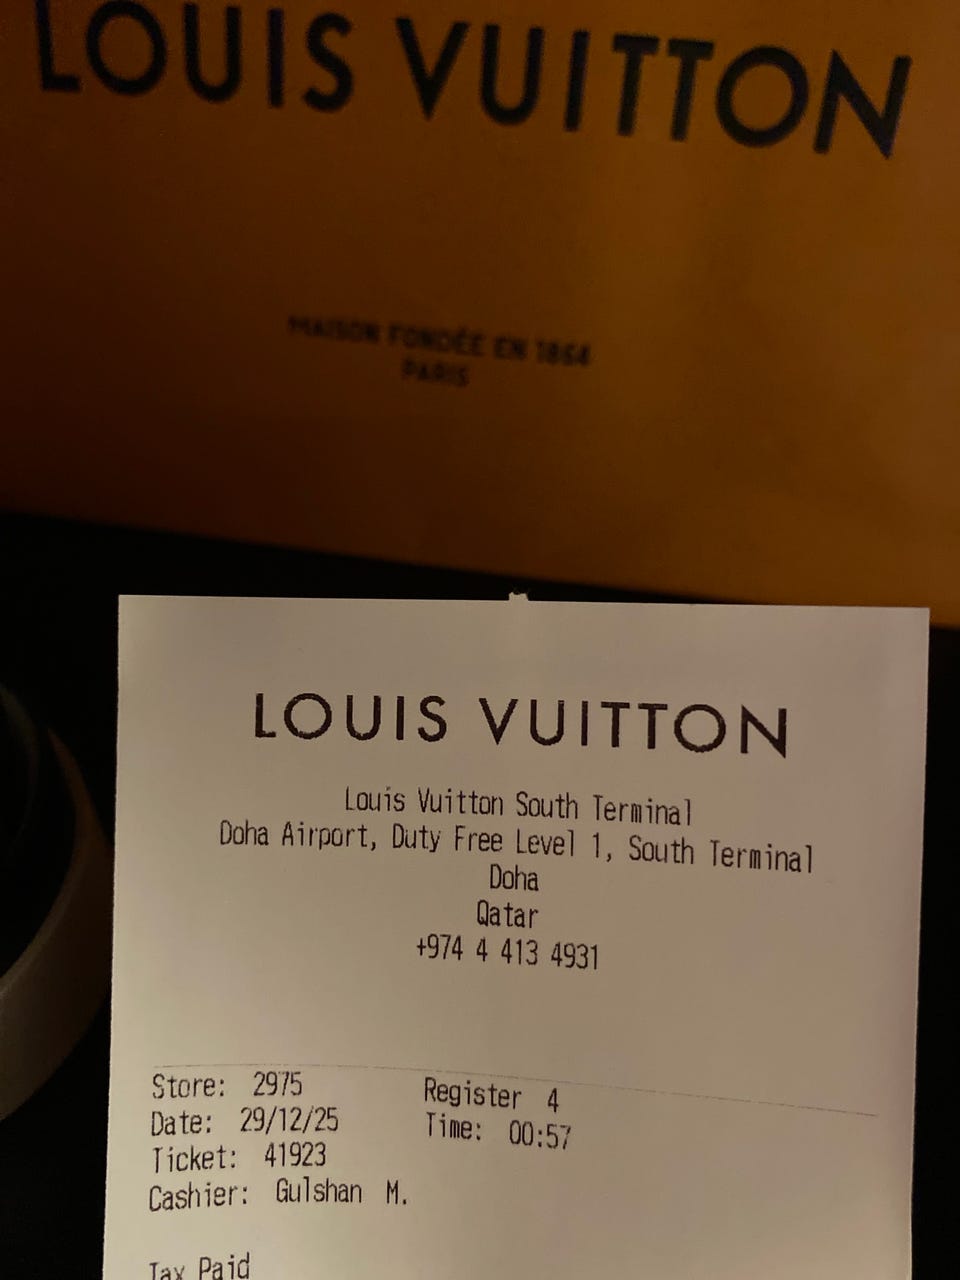 LOUIS VUITTON
MAISON FONDÉE EN 1864
PARIS
LOUIS VUITTON
Louis Vuitton South Terminal
Doha Airport, Duty Free Level 1, South Terminal
Doha
Qatar
+974 4 413 4931
Store: 2975 Register 4
Date: 29/12/25 Time: 00:57
Ticket: 41923
Cashier: Gulshan M.
Tax Paid